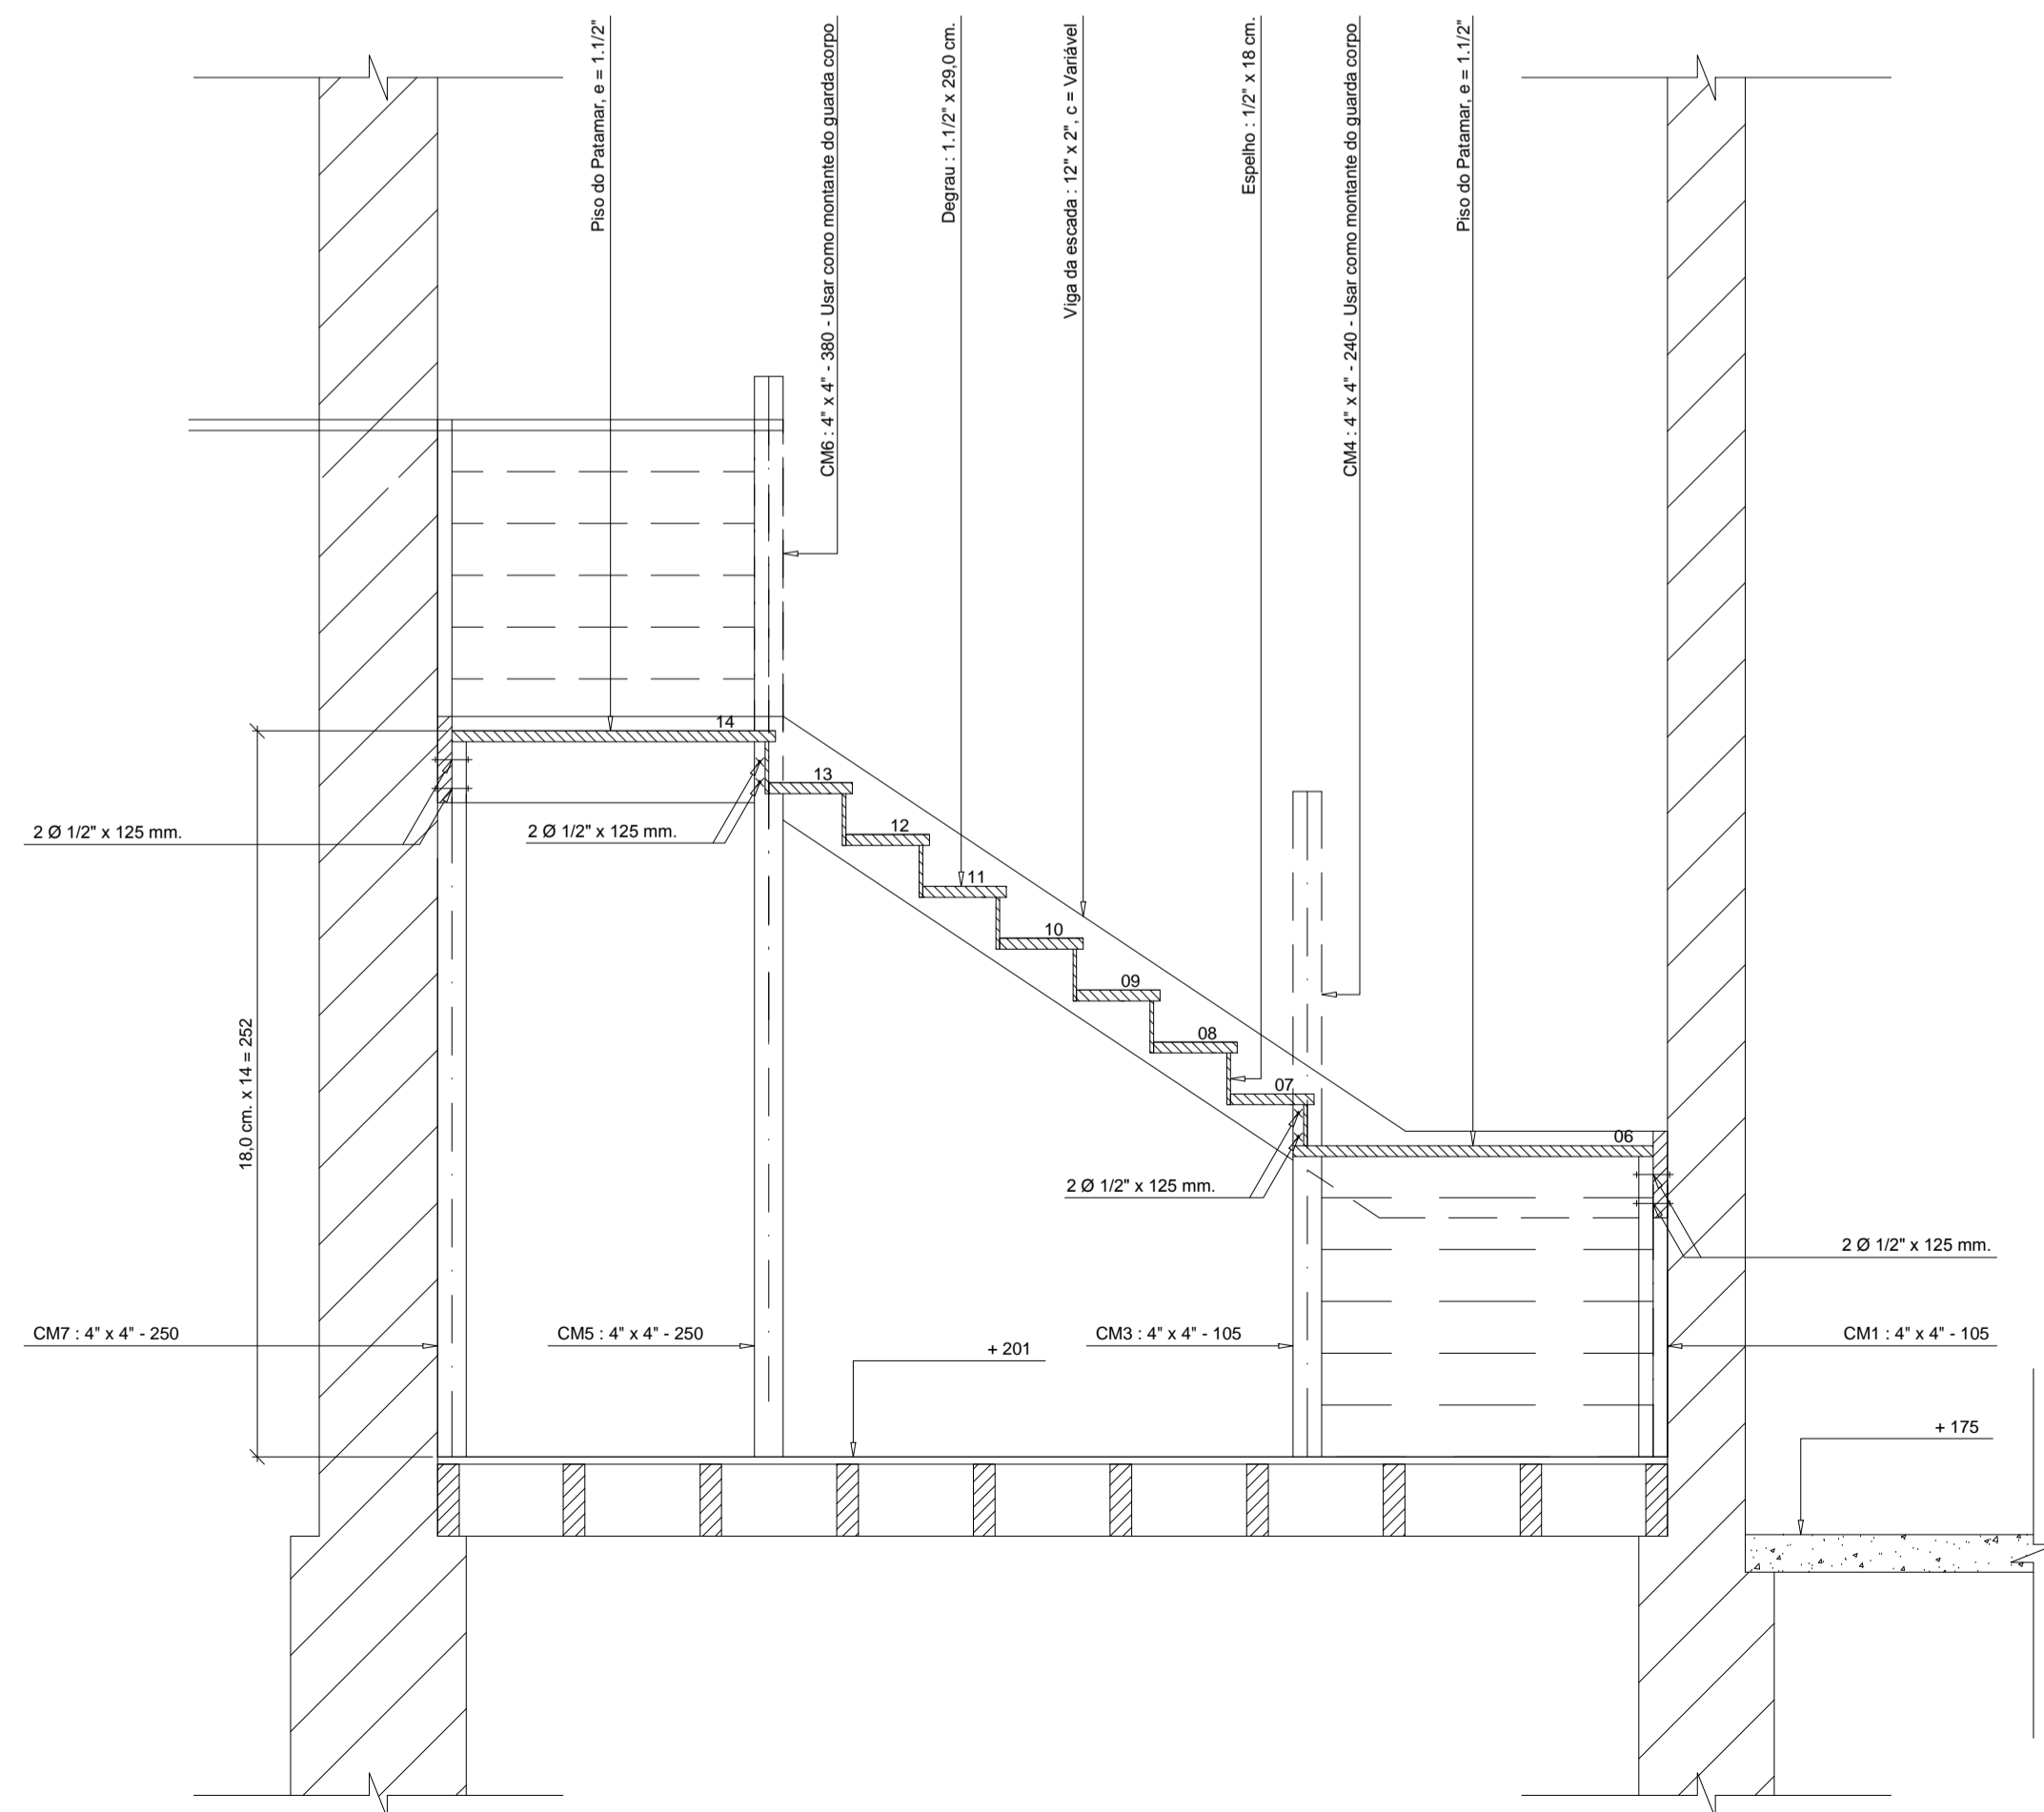 Piso do Patamar, e = 1.1/2"
CM6 : 4" x 4" - 380 - Usar como montante do guarda corpo
Degrau : 1.1/2" x 29,0 cm.
Viga da escada : 12" x 2", c = Variável
Espelho : 1/2" x 18 cm.
CM4 : 4" x 4" - 240 - Usar como montante do guarda corpo
Piso do Patamar, e = 1.1/2"
14
13
12
11
10
09
08
07
06
2 Ø 1/2" x 125 mm.
2 Ø 1/2" x 125 mm.
18,0 cm. x 14 = 252
2 Ø 1/2" x 125 mm.
2 Ø 1/2" x 125 mm.
CM7 : 4" x 4" - 250
CM5 : 4" x 4" - 250
+ 201
CM3 : 4" x 4" - 105
CM1 : 4" x 4" - 105
+ 175